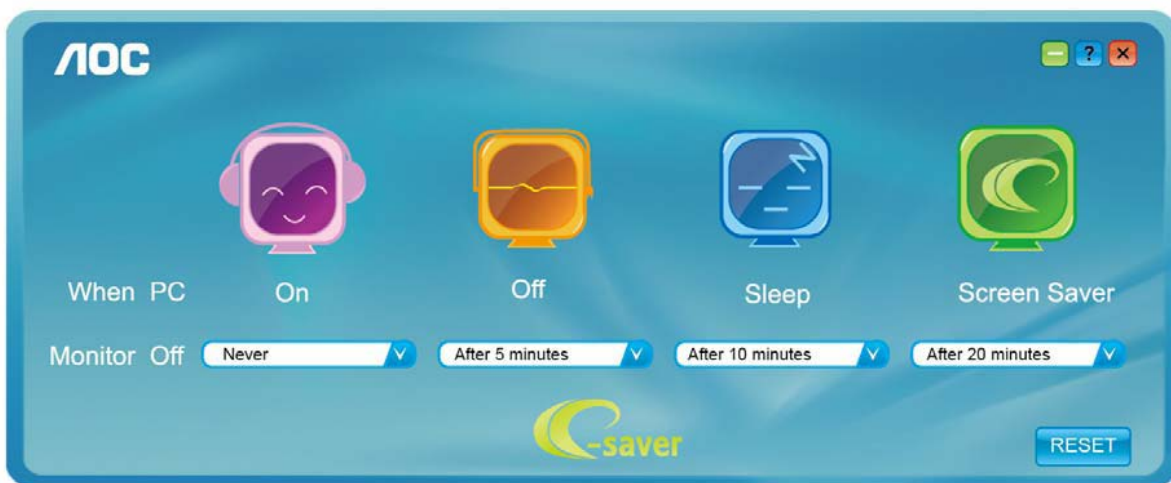 AOC
?
When PC On Off Sleep Screen Saver
Monitor Off Never After 5 minutes After 10 minutes After 20 minutes
e-saver
RESET